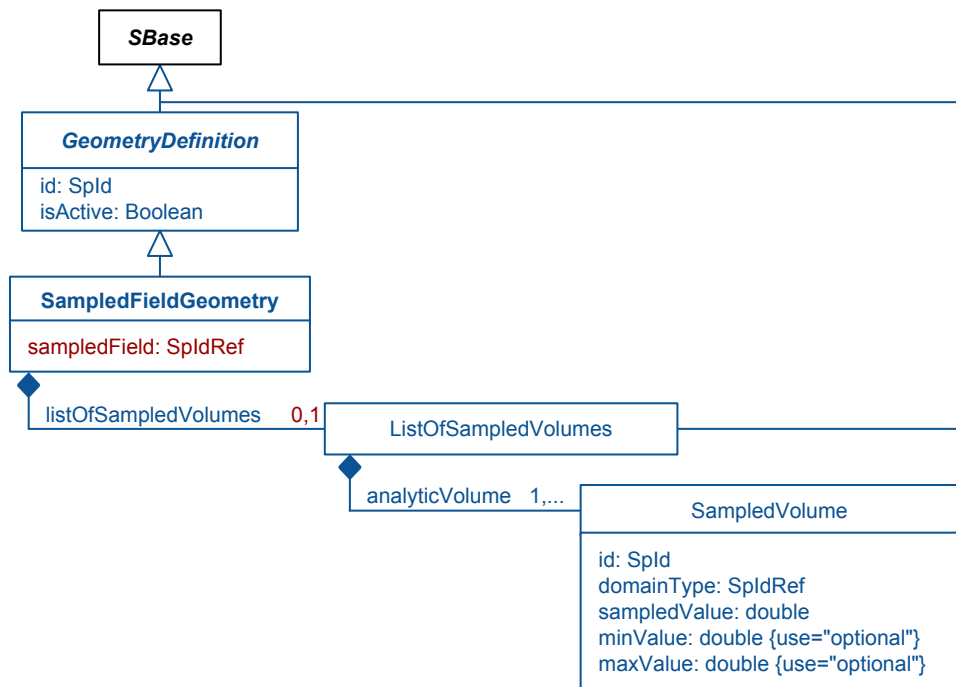 SBase
GeometryDefinition
id: SpId
isActive: Boolean
SampledFieldGeometry
sampledField: SpIdRef
listOfSampledVolumes 0,1
ListOfSampledVolumes
analyticVolume 1,...
SampledVolume
id: SpId
domainType: SpIdRef
sampledValue: double
minValue: double {use="optional"}
maxValue: double {use="optional"}